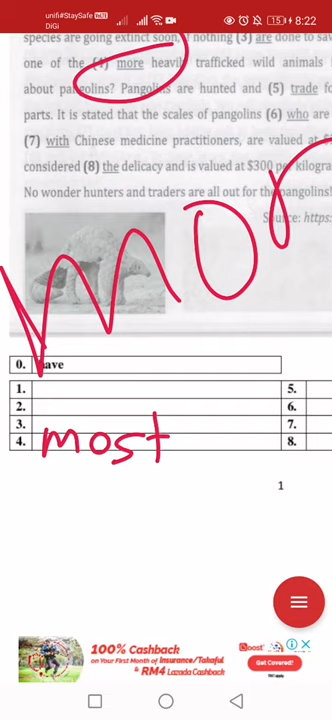 unifi#StaySafe VoLTE 8:22
DiGi
species are going extinct soon, if nothing (3) are done to sav
one of the (4) more heavily trafficked wild animals i
about pangolins? Pangolins are hunted and (5) trade fo
parts. It is stated that the scales of pangolins (6) who are
(7) with Chinese medicine practitioners, are valued at
considered (8) the delicacy and is valued at $300 per kilogra
No wonder hunters and traders are all out for the pangolins!
Source: https:
mor
0. have
1. 5.
2. 6.
3. 7.
4. most 8.
1
100% Cashback
on Your First Month of Insurance/Takaful
& RM4 Lazada Cashback
Get Covered!